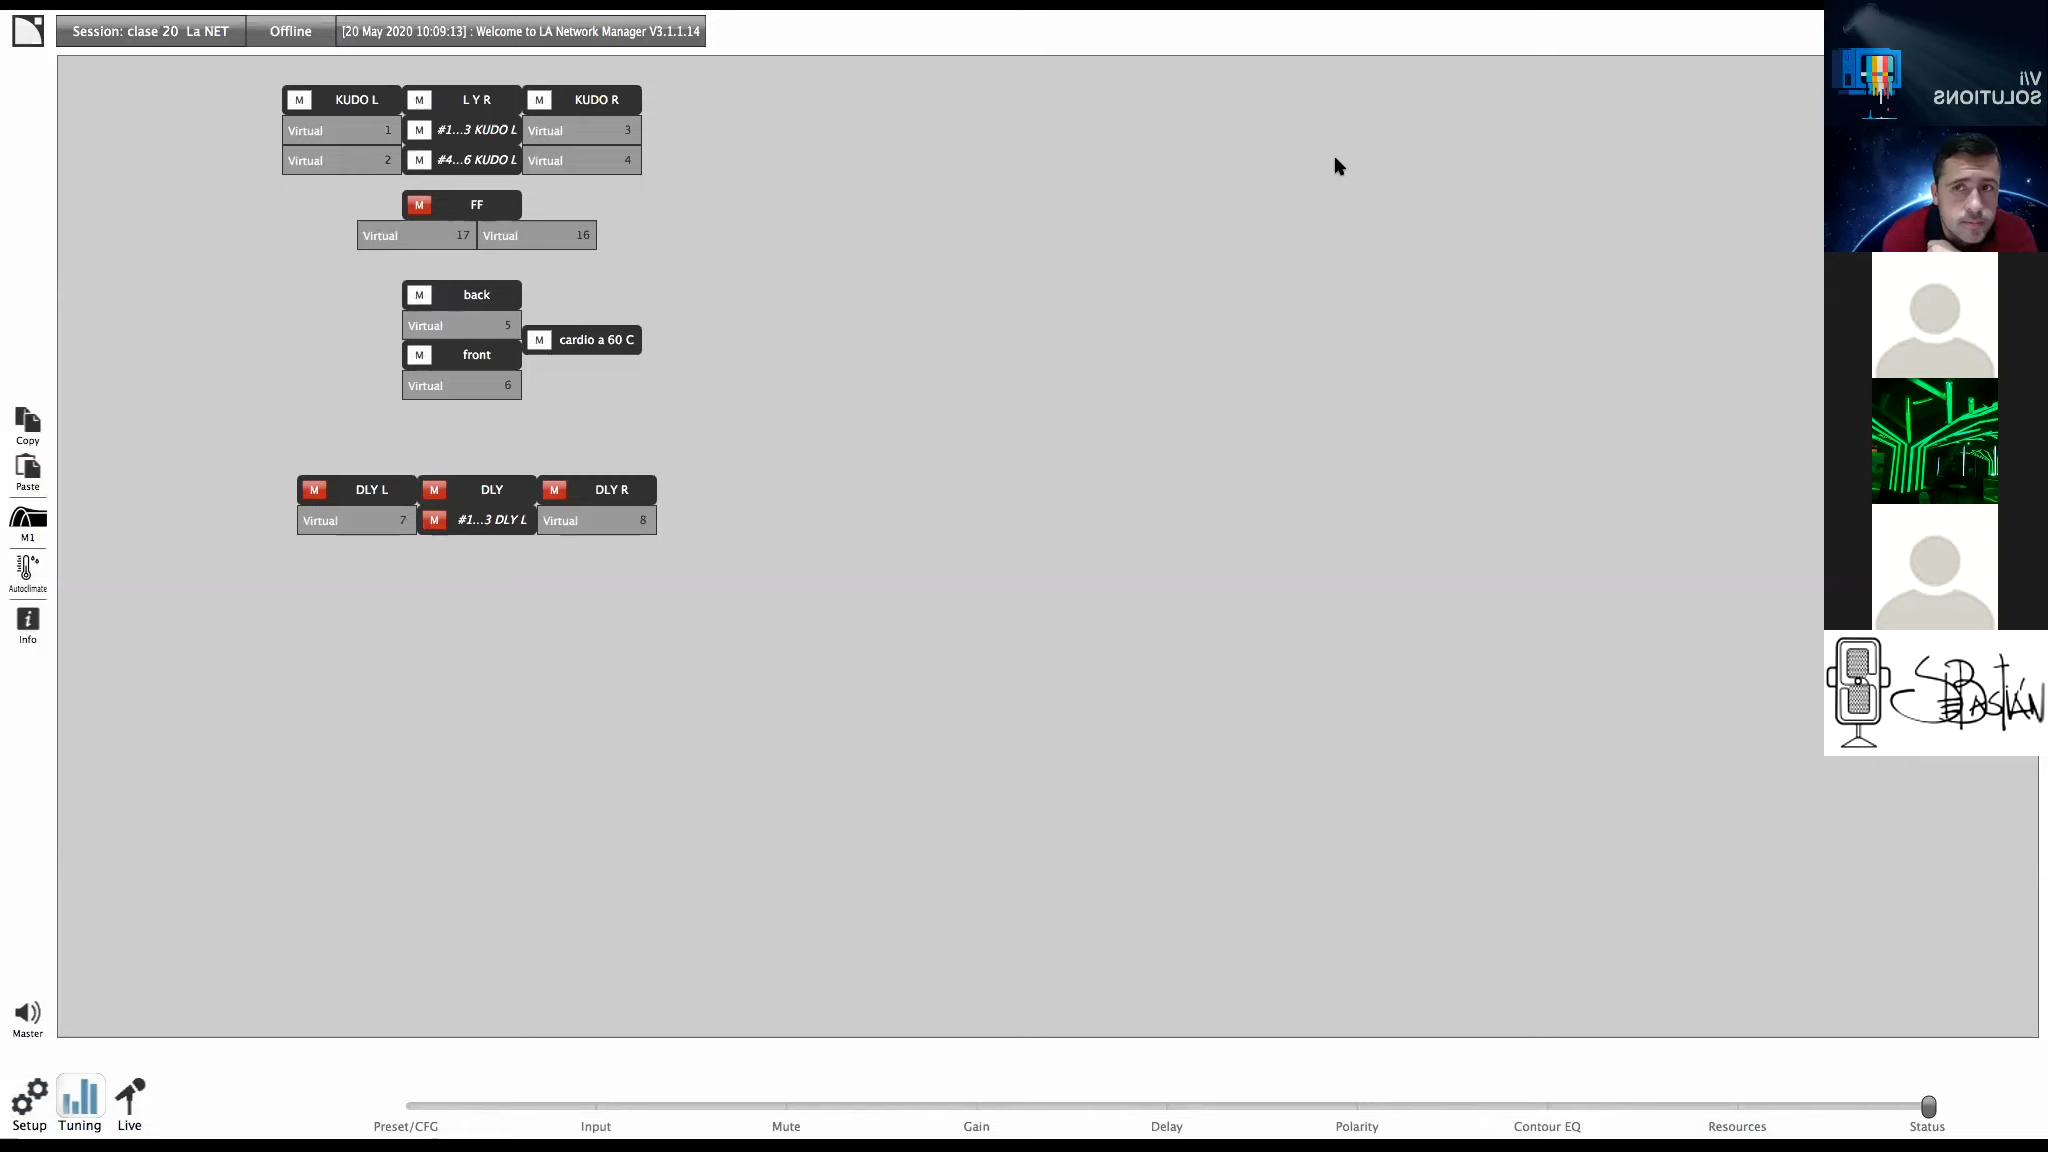 Session: clase 20 La NET
Offline
[20 May 2020 10:09:13] : Welcome to LA Network Manager V3.1.1.14
V/i
SOLUTIONS
M KUDO L M L Y R M KUDO R
Virtual 1 M #1...3 KUDO L Virtual 3
Virtual 2 M #4...6 KUDO L Virtual 4
M FF
Virtual 17 Virtual 16
M back
Virtual 5
M cardio a 60 C
M front
Virtual 6
M DLY L M DLY M DLY R
Virtual 7 M #1...3 DLY L Virtual 8
Copy
Paste
M1
Autoclimate
Info
Master
SEBASTIÁN
Setup Tuning Live
Preset/CFG Input Mute Gain Delay Polarity Contour EQ Resources Status